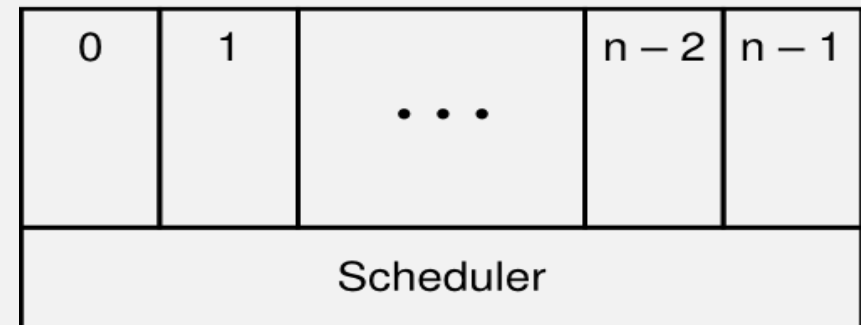 0 1 n – 2 n – 1
• • •
Scheduler